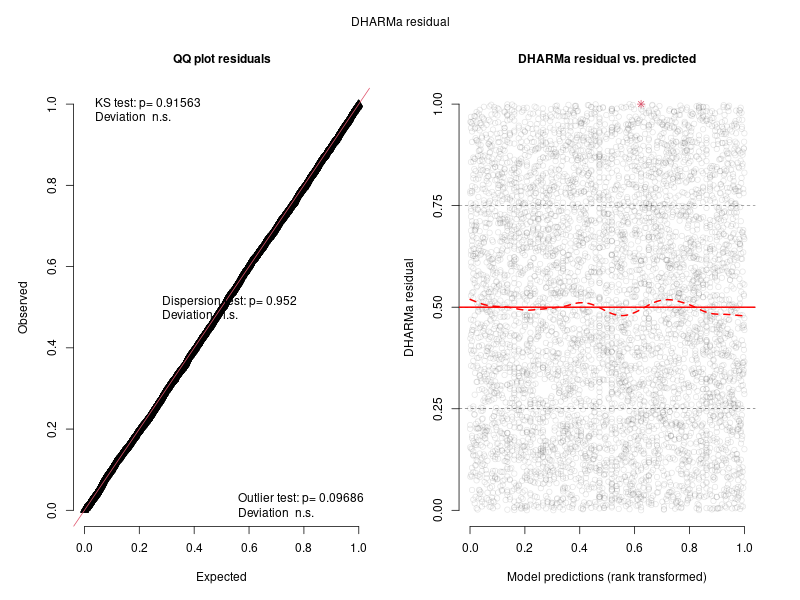 DHARMa residual
QQ plot residuals
KS test: p= 0.91563
Deviation n.s.
Dispersion test: p= 0.952
Deviation n.s.
Outlier test: p= 0.09686
Deviation n.s.
Observed
0.0
0.2
0.4
0.6
0.8
1.0
0.0 0.2 0.4 0.6 0.8 1.0
Expected
DHARMa residual vs. predicted
DHARMa residual
0.00
0.25
0.50
0.75
1.00
0.0 0.2 0.4 0.6 0.8 1.0
Model predictions (rank transformed)